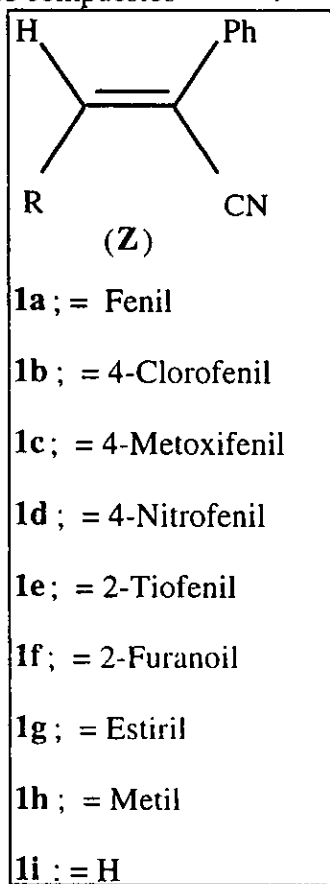 H Ph
R CN
(Z)
1a ; = Fenil
1b ; = 4-Clorofenil
1c ; = 4-Metoxifenil
1d ; = 4-Nitrofenil
1e ; = 2-Tiofenil
1f ; = 2-Furanoil
1g ; = Estiril
1h ; = Metil
1i ; = H